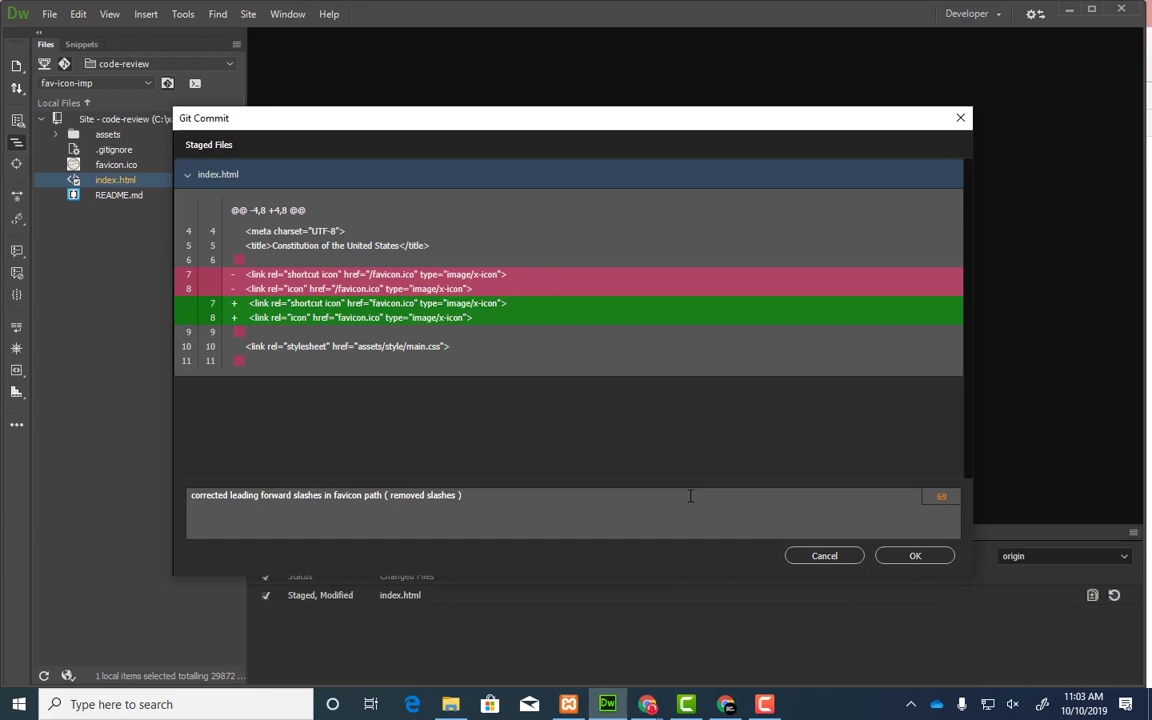 Dw File Edit View Insert Tools Find Site Window Help Developer
Files Snippets
code-review
fav-icon-imp
Local Files
Site - code-review (C:\x
assets
.gitignore
favicon.ico
index.html
README.md
Git Commit
Staged Files
index.html
@@ -4,8 +4,8 @@
4 4 <meta charset="UTF-8">
5 5 <title>Constitution of the United States</title>
6 6
7 - <link rel="shortcut icon" href="/favicon.ico" type="image/x-icon">
8 - <link rel="icon" href="/favicon.ico" type="image/x-icon">
7 + <link rel="shortcut icon" href="favicon.ico" type="image/x-icon">
8 + <link rel="icon" href="favicon.ico" type="image/x-icon">
9 9
10 10 <link rel="stylesheet" href="assets/style/main.css">
11 11
corrected leading forward slashes in favicon path ( removed slashes ) 69
Cancel OK
origin
Status Changed Files
Staged, Modified index.html
1 local items selected totalling 29872 ...
Type here to search
Dw
11:03 AM
10/10/2019